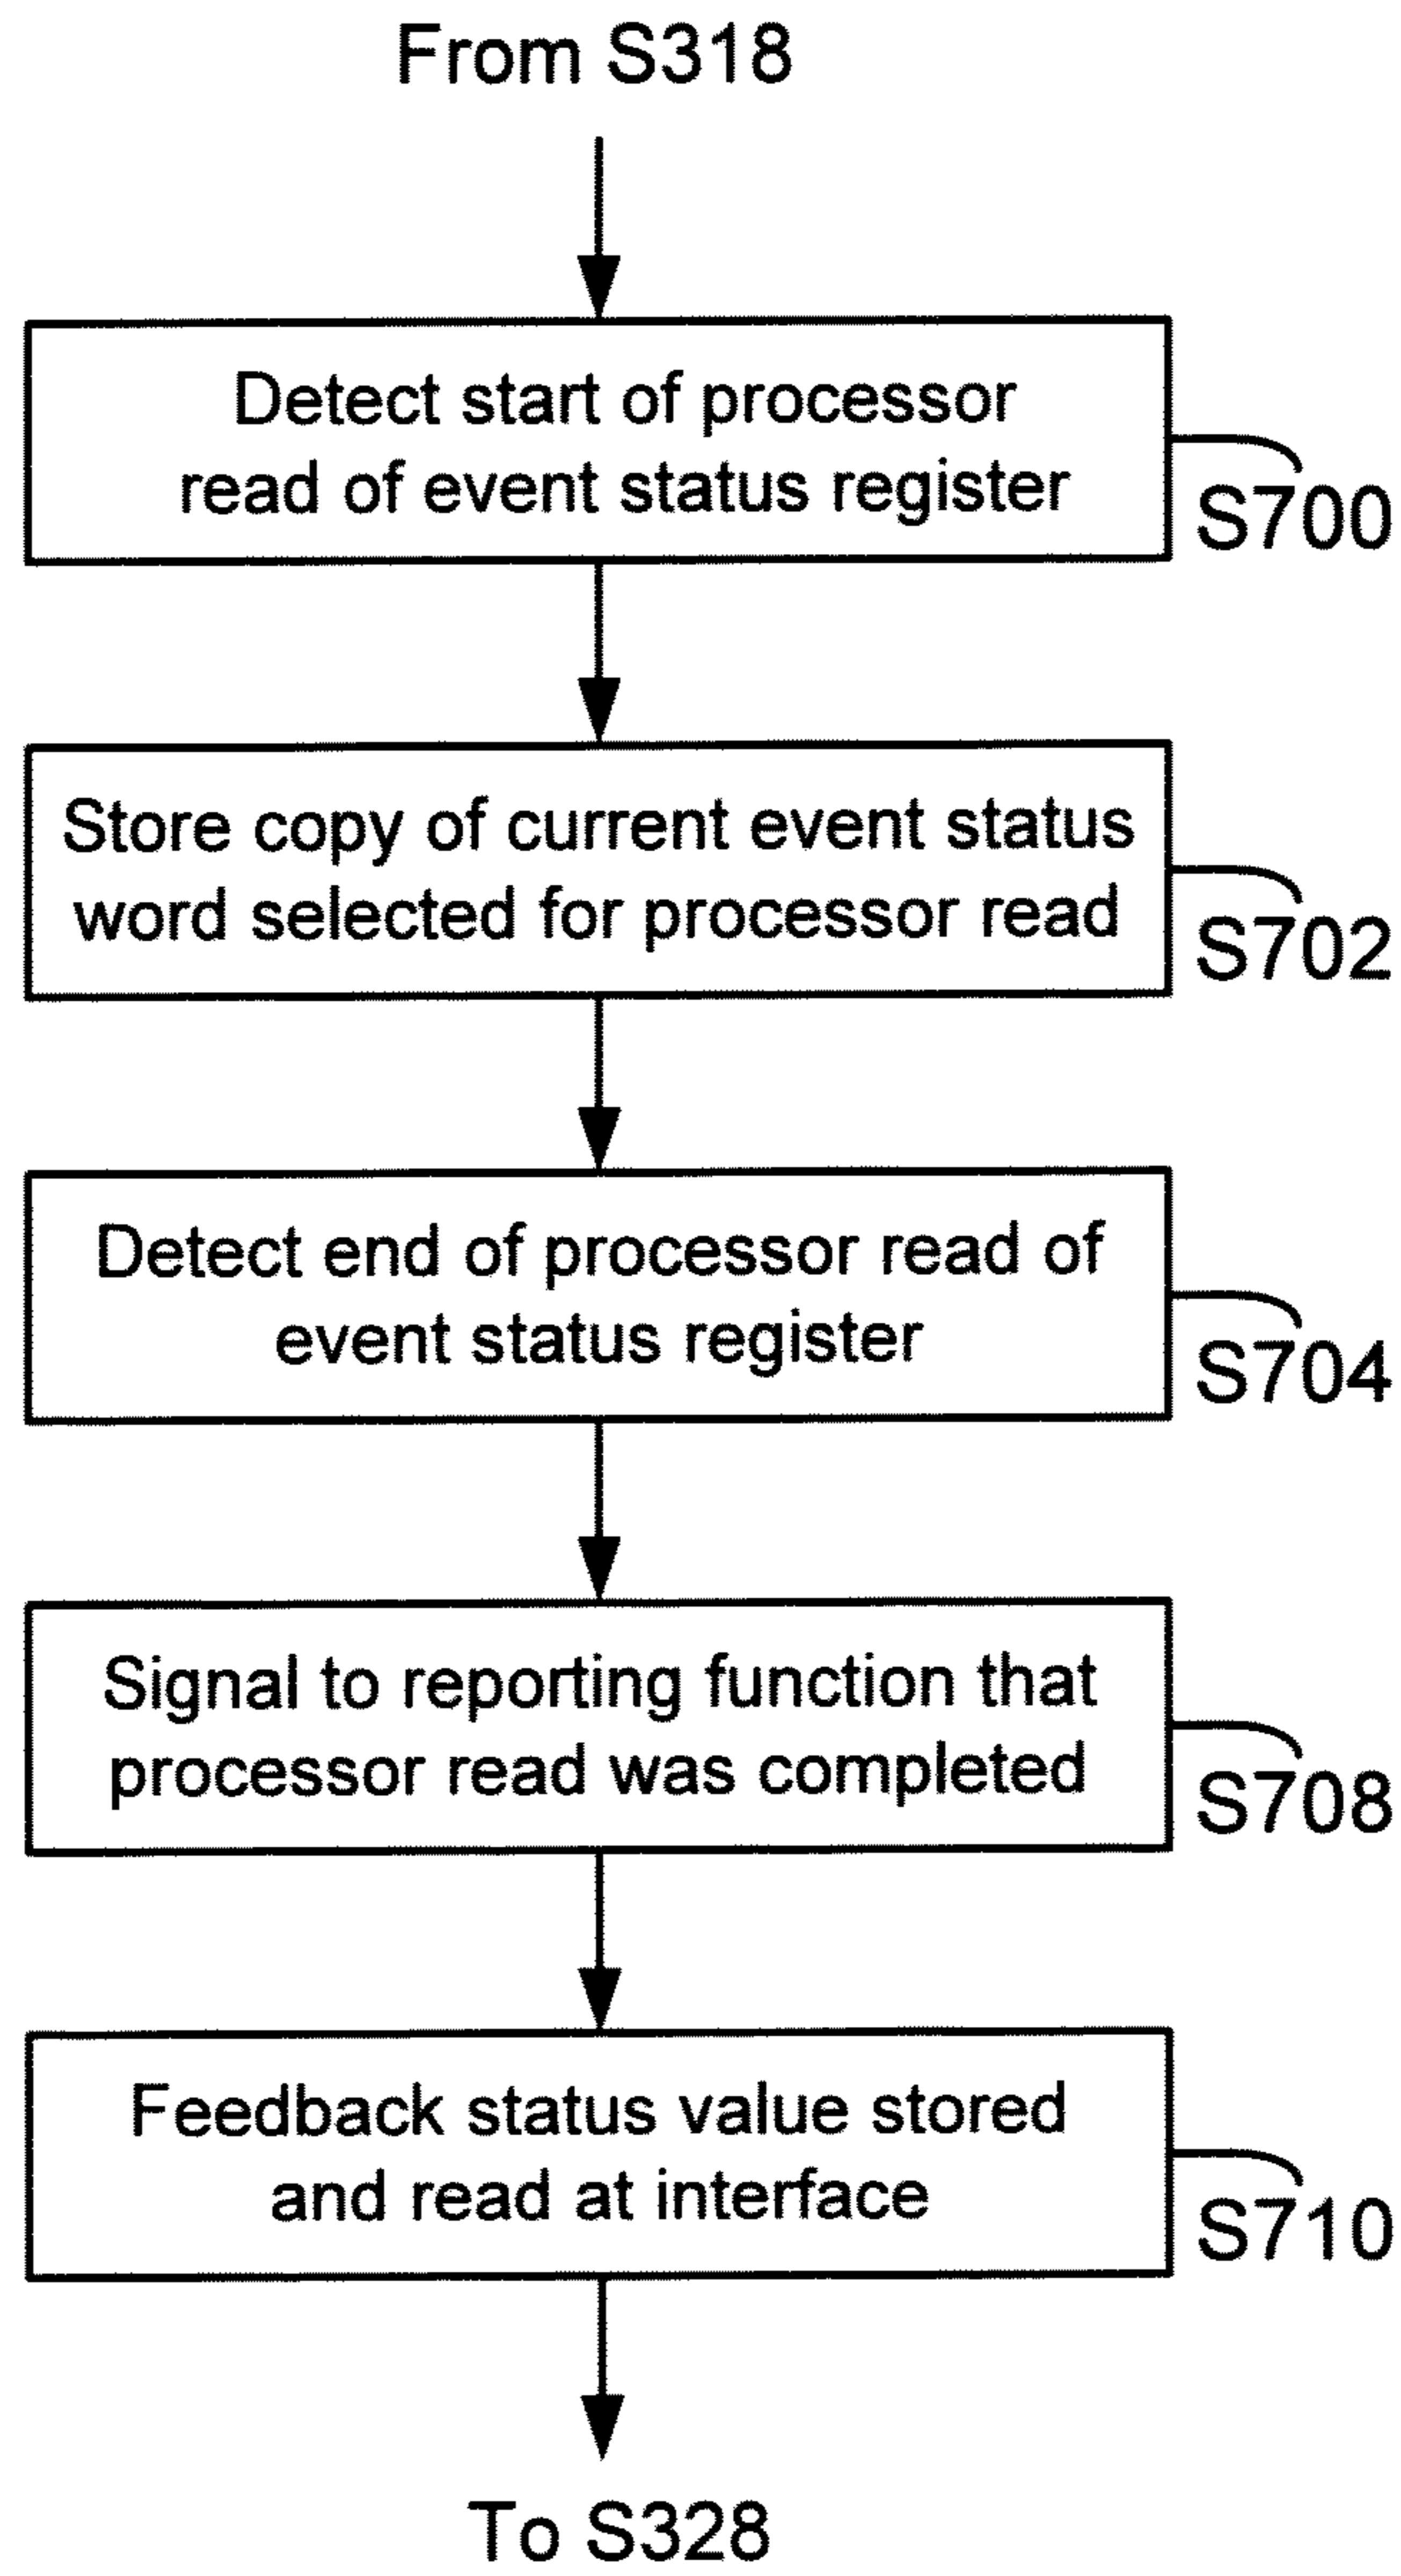 From S318
Detect start of processor
read of event status register
S700
Store copy of current event status
word selected for processor read
S702
Detect end of processor read of
event status register
S704
Signal to reporting function that
processor read was completed
S708
Feedback status value stored
and read at interface
S710
To S328